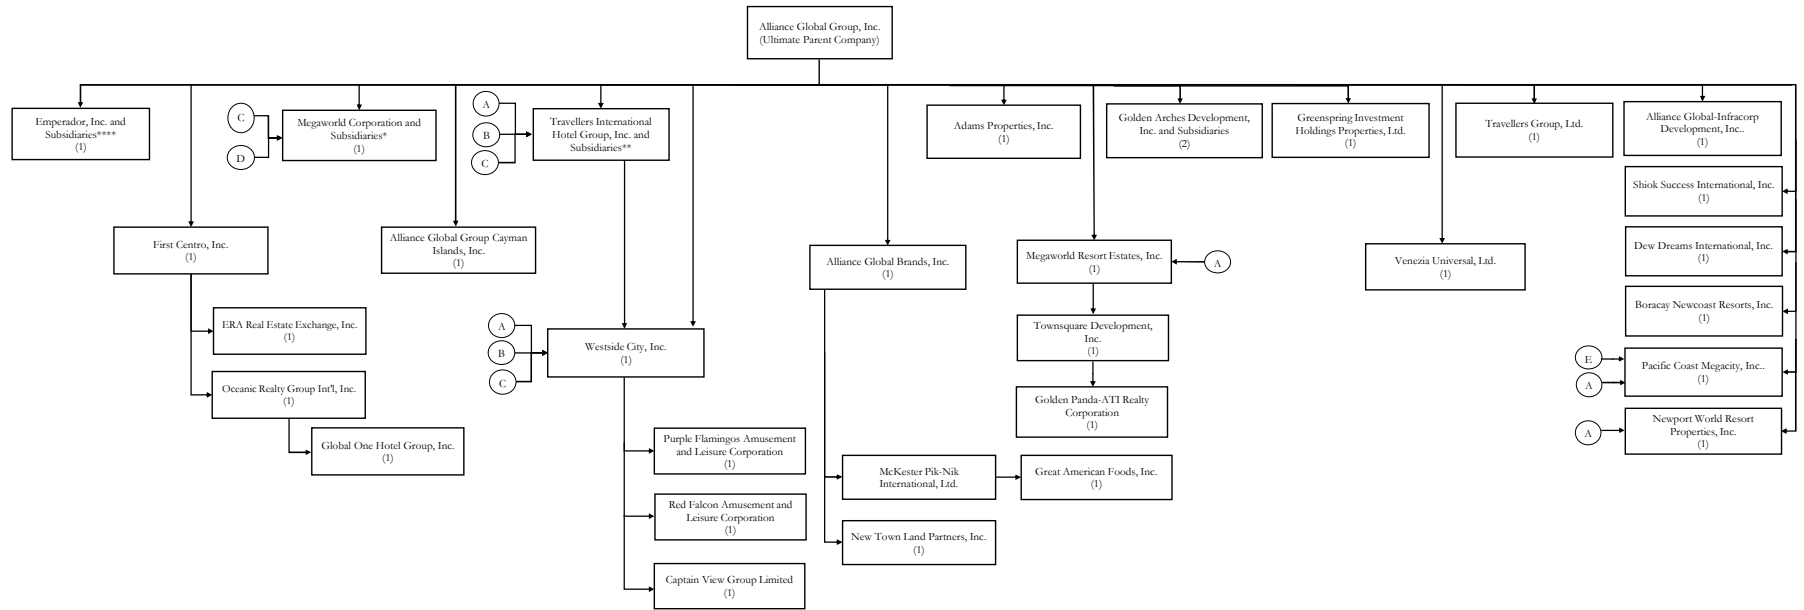 Alliance Global Group, Inc.
(Ultimate Parent Company)
Emperador, Inc. and
Subsidiaries****
(1)
C
D
Megaworld Corporation and
Subsidiaries*
(1)
A
B
C
Travellers International
Hotel Group, Inc. and
Subsidiaries**
Adams Properties, Inc.
(1)
Golden Arches Development,
Inc. and Subsidiaries
(2)
Greenspring Investment
Holdings Properties, Ltd.
(1)
Travellers Group, Ltd.
(1)
Alliance Global-Infracorp
Development, Inc..
(1)
Shiok Success International, Inc.
(1)
Dew Dreams International, Inc.
(1)
Boracay Newcoast Resorts, Inc.
(1)
E
A
Pacific Coast Megacity, Inc..
(1)
A
Newport World Resort
Properties, Inc.
(1)
First Centro, Inc.
(1)
Alliance Global Group Cayman
Islands, Inc.
(1)
Alliance Global Brands, Inc.
(1)
Megaworld Resort Estates, Inc.
(1)
A
Venezia Universal, Ltd.
(1)
ERA Real Estate Exchange, Inc.
(1)
Oceanic Realty Group Int'l, Inc.
(1)
Global One Hotel Group, Inc.
(1)
A
B
C
Westside City, Inc.
(1)
Townsquare Development,
Inc.
(1)
Golden Panda-ATI Realty
Corporation
(1)
Purple Flamingos Amusement
and Leisure Corporation
(1)
Red Falcon Amusement and
Leisure Corporation
(1)
Captain View Group Limited
(1)
McKester Pik-Nik
International, Ltd.
Great American Foods, Inc.
(1)
New Town Land Partners, Inc.
(1)